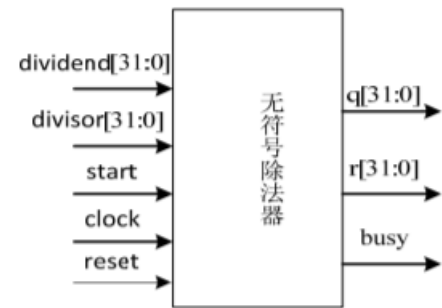 dividend[31:0]
divisor[31:0]
start
clock
reset
无符号除法器
q[31:0]
r[31:0]
busy